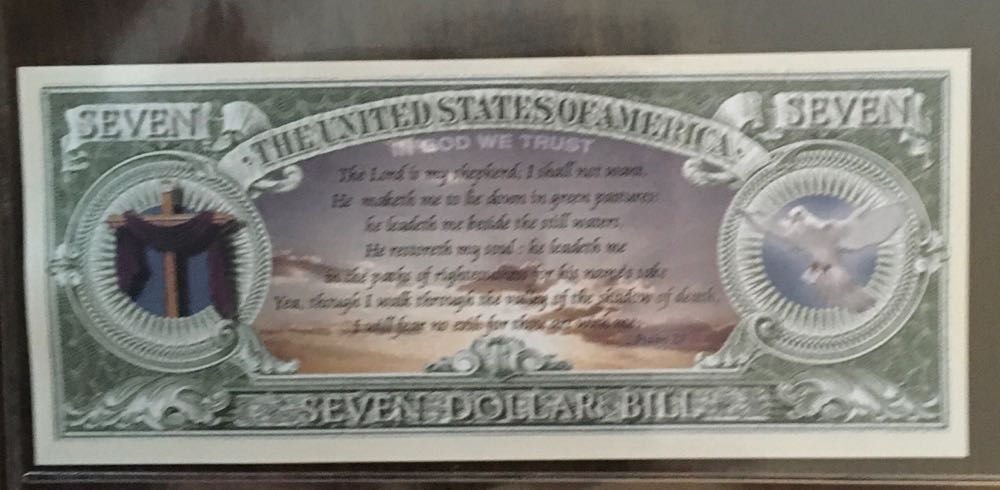 SEVEN
SEVEN
THE UNITED STATES OF AMERICA
IN GOD WE TRUST
The Lord is my shepherd; I shall not want.
He maketh me to lie down in green pastures:
he leadeth me beside the still waters.
He restoreth my soul: he leadeth me
in the paths of righteousness for his name's sake
Yea, though I walk through the valley of the shadow of death,
I will fear no evil: for thou art with me;
Psalm
SEVEN DOLLAR BILL